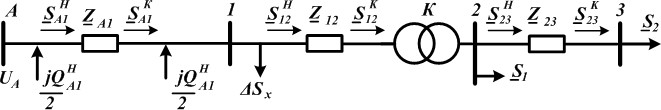 A S^H_A1 Z_A1 S^K_A1 1 S^H_12 Z_12 S^K_12 К 2 S^H_23 Z_23 S^K_23 3 S_2
U_A jQ^H_A1/2 jQ^H_A1/2 ΔS_x S_1